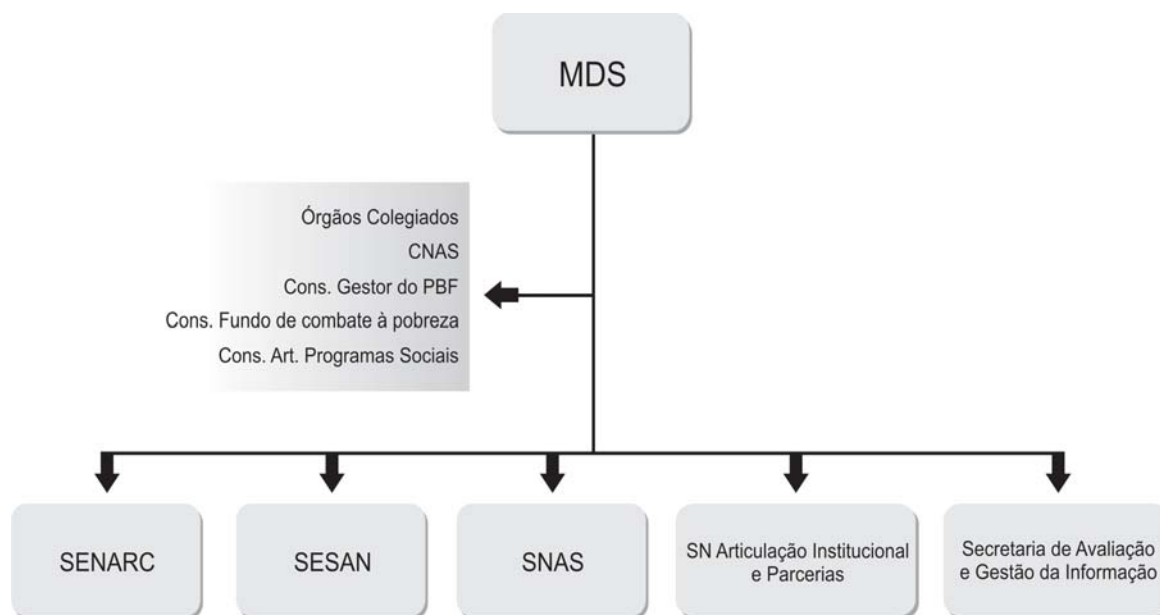 MDS
Órgãos Colegiados
CNAS
Cons. Gestor do PBF
Cons. Fundo de combate à pobreza
Cons. Art. Programas Sociais
SENARC
SESAN
SNAS
SN Articulação Institucional
e Parcerias
Secretaria de Avaliação
e Gestão da Informação